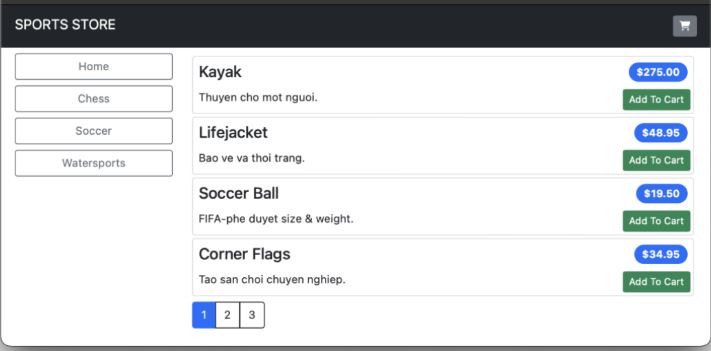 SPORTS STORE
Home
Chess
Soccer
Watersports
Kayak
$275.00
Thuyen cho mot nguoi.
Add To Cart
Lifejacket
$48.95
Bao ve va thoi trang.
Add To Cart
Soccer Ball
$19.50
FIFA-phe duyet size & weight.
Add To Cart
Corner Flags
$34.95
Tao san choi chuyen nghiep.
Add To Cart
1 2 3